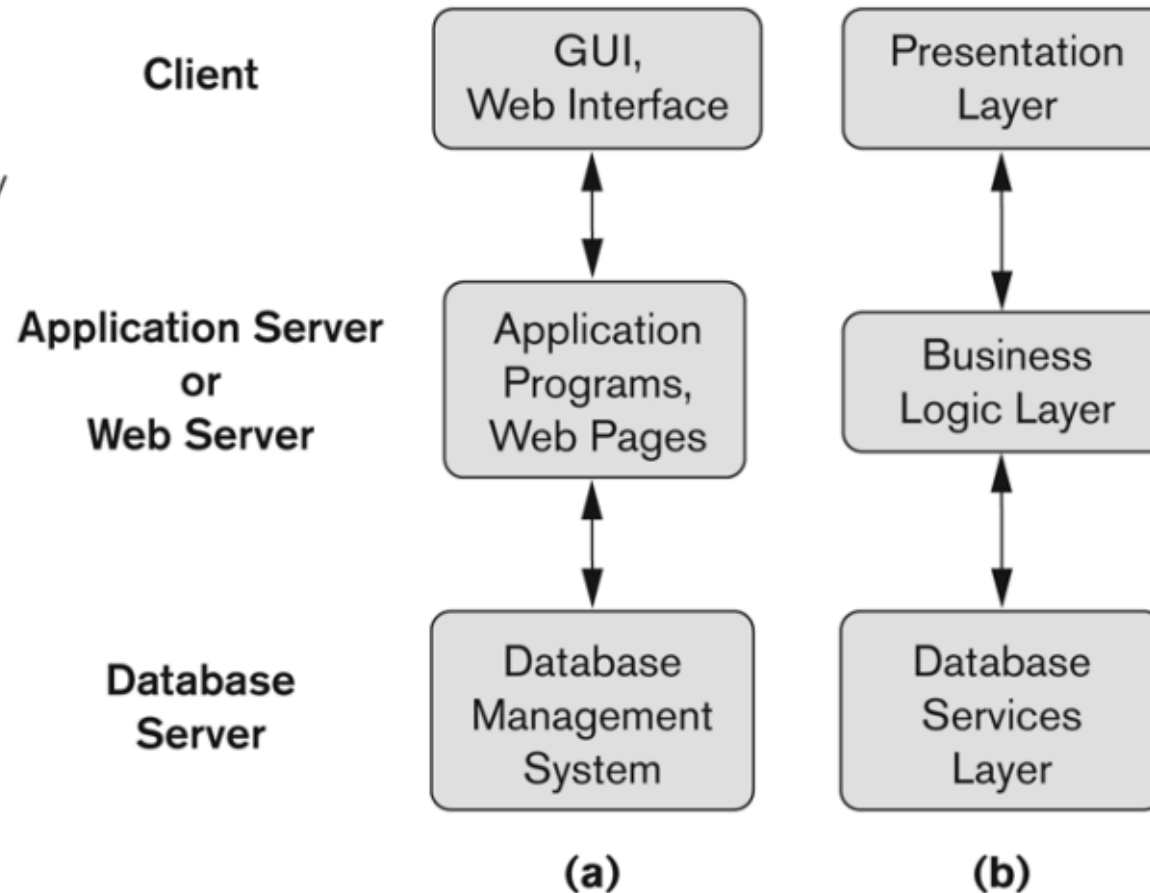 Client
GUI,
Web Interface
Presentation
Layer
Application Server
or
Web Server
Application
Programs,
Web Pages
Business
Logic Layer
Database
Server
Database
Management
System
Database
Services
Layer
(a)
(b)